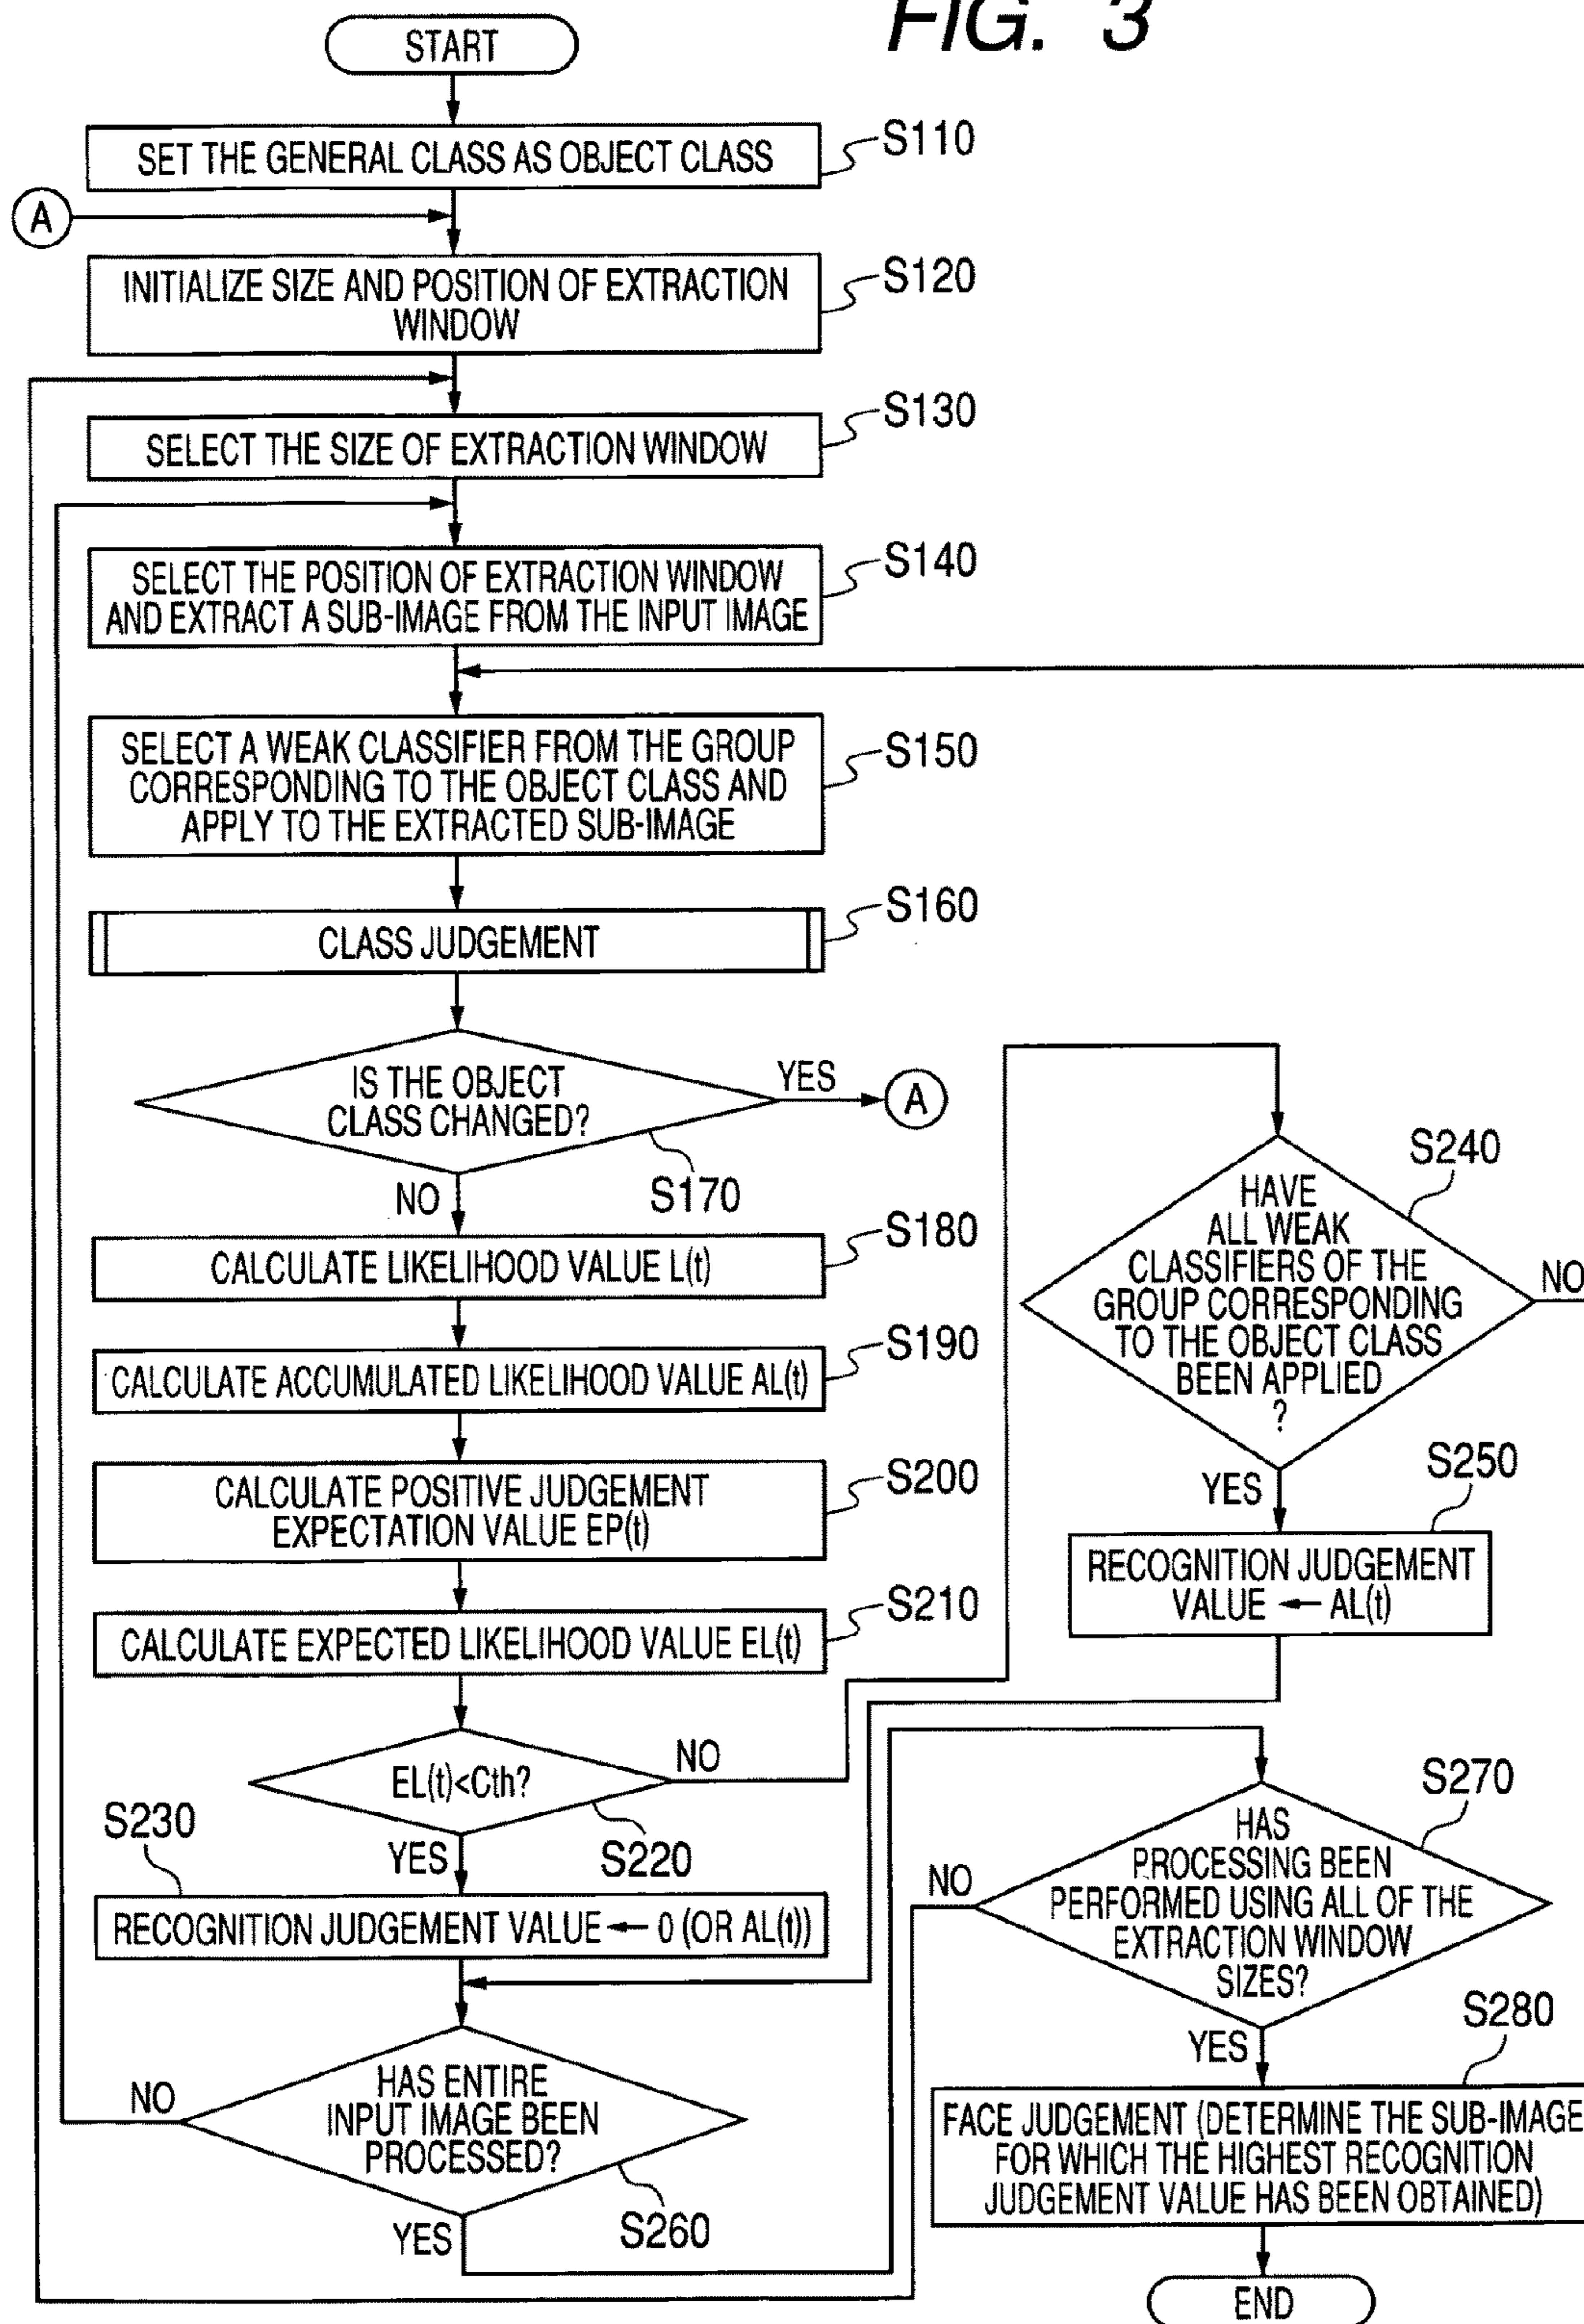 FIG. 3
START
SET THE GENERAL CLASS AS OBJECT CLASS
S110
A
INITIALIZE SIZE AND POSITION OF EXTRACTION
WINDOW
S120
SELECT THE SIZE OF EXTRACTION WINDOW
S130
SELECT THE POSITION OF EXTRACTION WINDOW
AND EXTRACT A SUB-IMAGE FROM THE INPUT IMAGE
S140
SELECT A WEAK CLASSIFIER FROM THE GROUP
CORRESPONDING TO THE OBJECT CLASS AND
APPLY TO THE EXTRACTED SUB-IMAGE
S150
CLASS JUDGEMENT
S160
IS THE OBJECT
CLASS CHANGED?
YES
A
NO
S170
CALCULATE LIKELIHOOD VALUE L(t)
S180
CALCULATE ACCUMULATED LIKELIHOOD VALUE AL(t)
S190
CALCULATE POSITIVE JUDGEMENT
EXPECTATION VALUE EP(t)
S200
CALCULATE EXPECTED LIKELIHOOD VALUE EL(t)
S210
EL(t)<Cth?
NO
YES
S220
S230
RECOGNITION JUDGEMENT VALUE ← 0 (OR AL(t))
HAS ENTIRE
INPUT IMAGE BEEN
PROCESSED?
NO
YES
S260
S240
HAVE
ALL WEAK
CLASSIFIERS OF THE
GROUP CORRESPONDING
TO THE OBJECT CLASS
BEEN APPLIED
?
NO
YES
S250
RECOGNITION JUDGEMENT
VALUE ← AL(t)
S270
HAS
PROCESSING BEEN
PERFORMED USING ALL OF THE
EXTRACTION WINDOW
SIZES?
NO
YES
S280
FACE JUDGEMENT (DETERMINE THE SUB-IMAGE
FOR WHICH THE HIGHEST RECOGNITION
JUDGEMENT VALUE HAS BEEN OBTAINED)
END